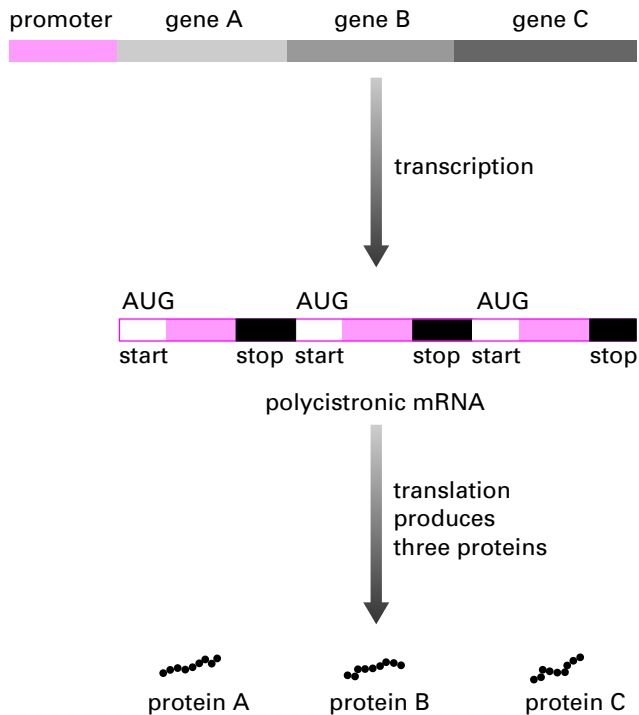 promoter gene A gene B gene C
transcription
AUG AUG AUG
start stop start stop start stop
polycistronic mRNA
translation
produces
three proteins
protein A protein B protein C